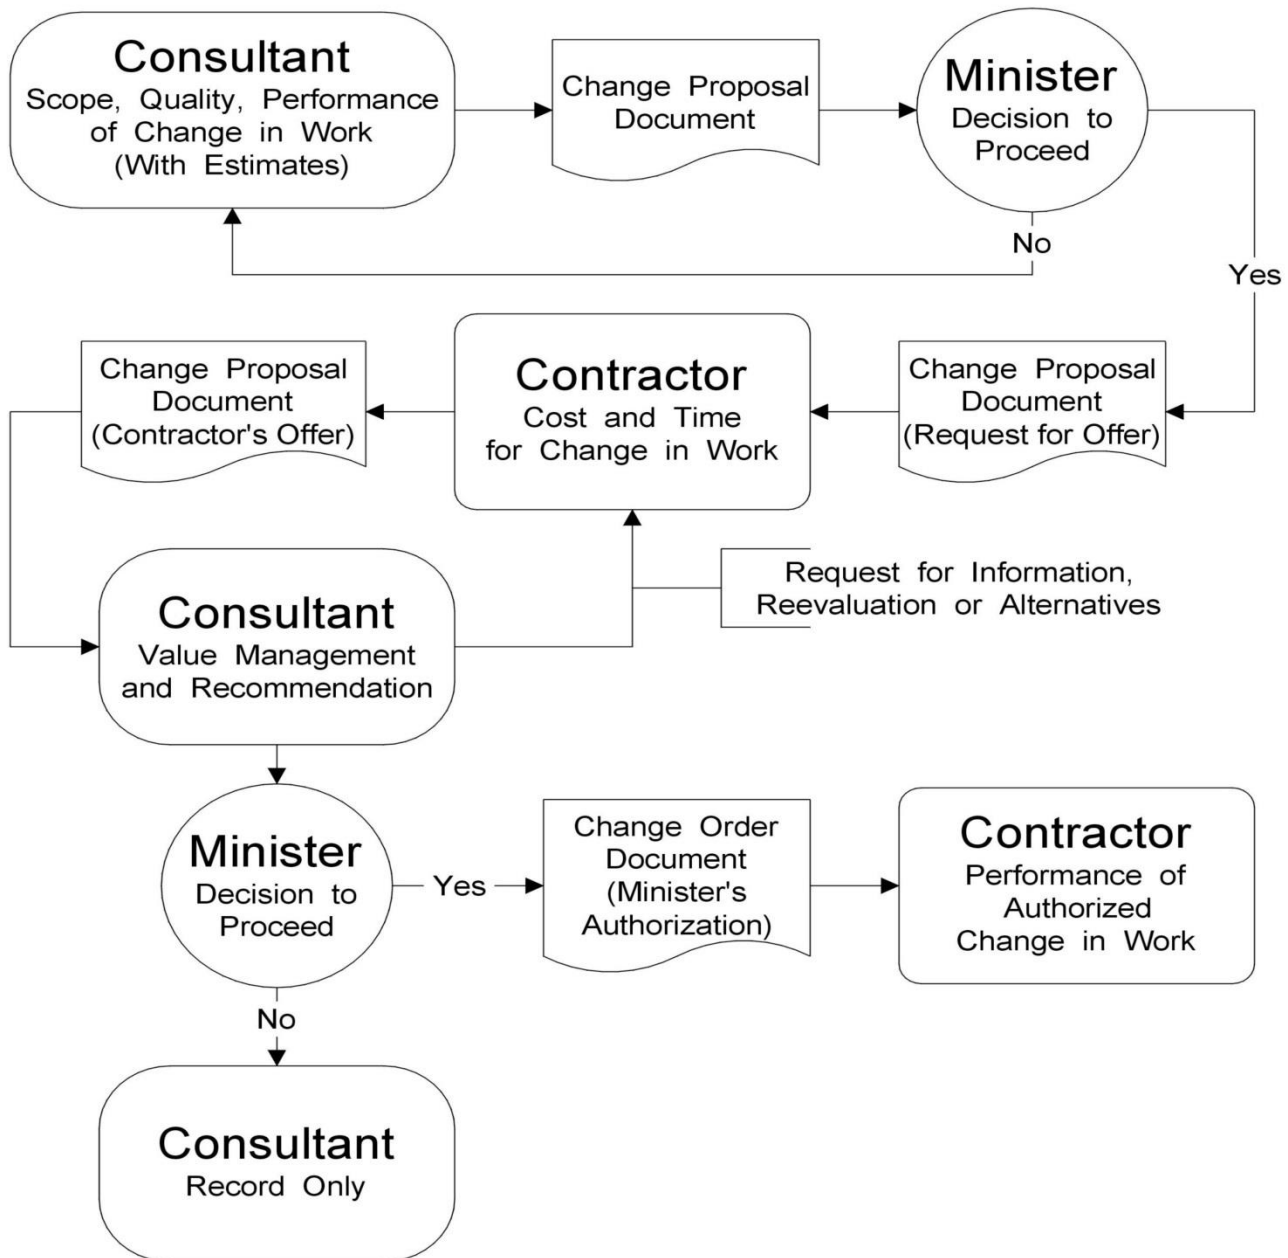 Consultant
Scope, Quality, Performance
of Change in Work
(With Estimates)
Change Proposal
Document
Minister
Decision to
Proceed
No
Yes
Change Proposal
Document
(Contractor's Offer)
Contractor
Cost and Time
for Change in Work
Change Proposal
Document
(Request for Offer)
Consultant
Value Management
and Recommendation
Request for Information,
Reevaluation or Alternatives
Minister
Decision to
Proceed
Yes
Change Order
Document
(Minister's
Authorization)
Contractor
Performance of
Authorized
Change in Work
No
Consultant
Record Only